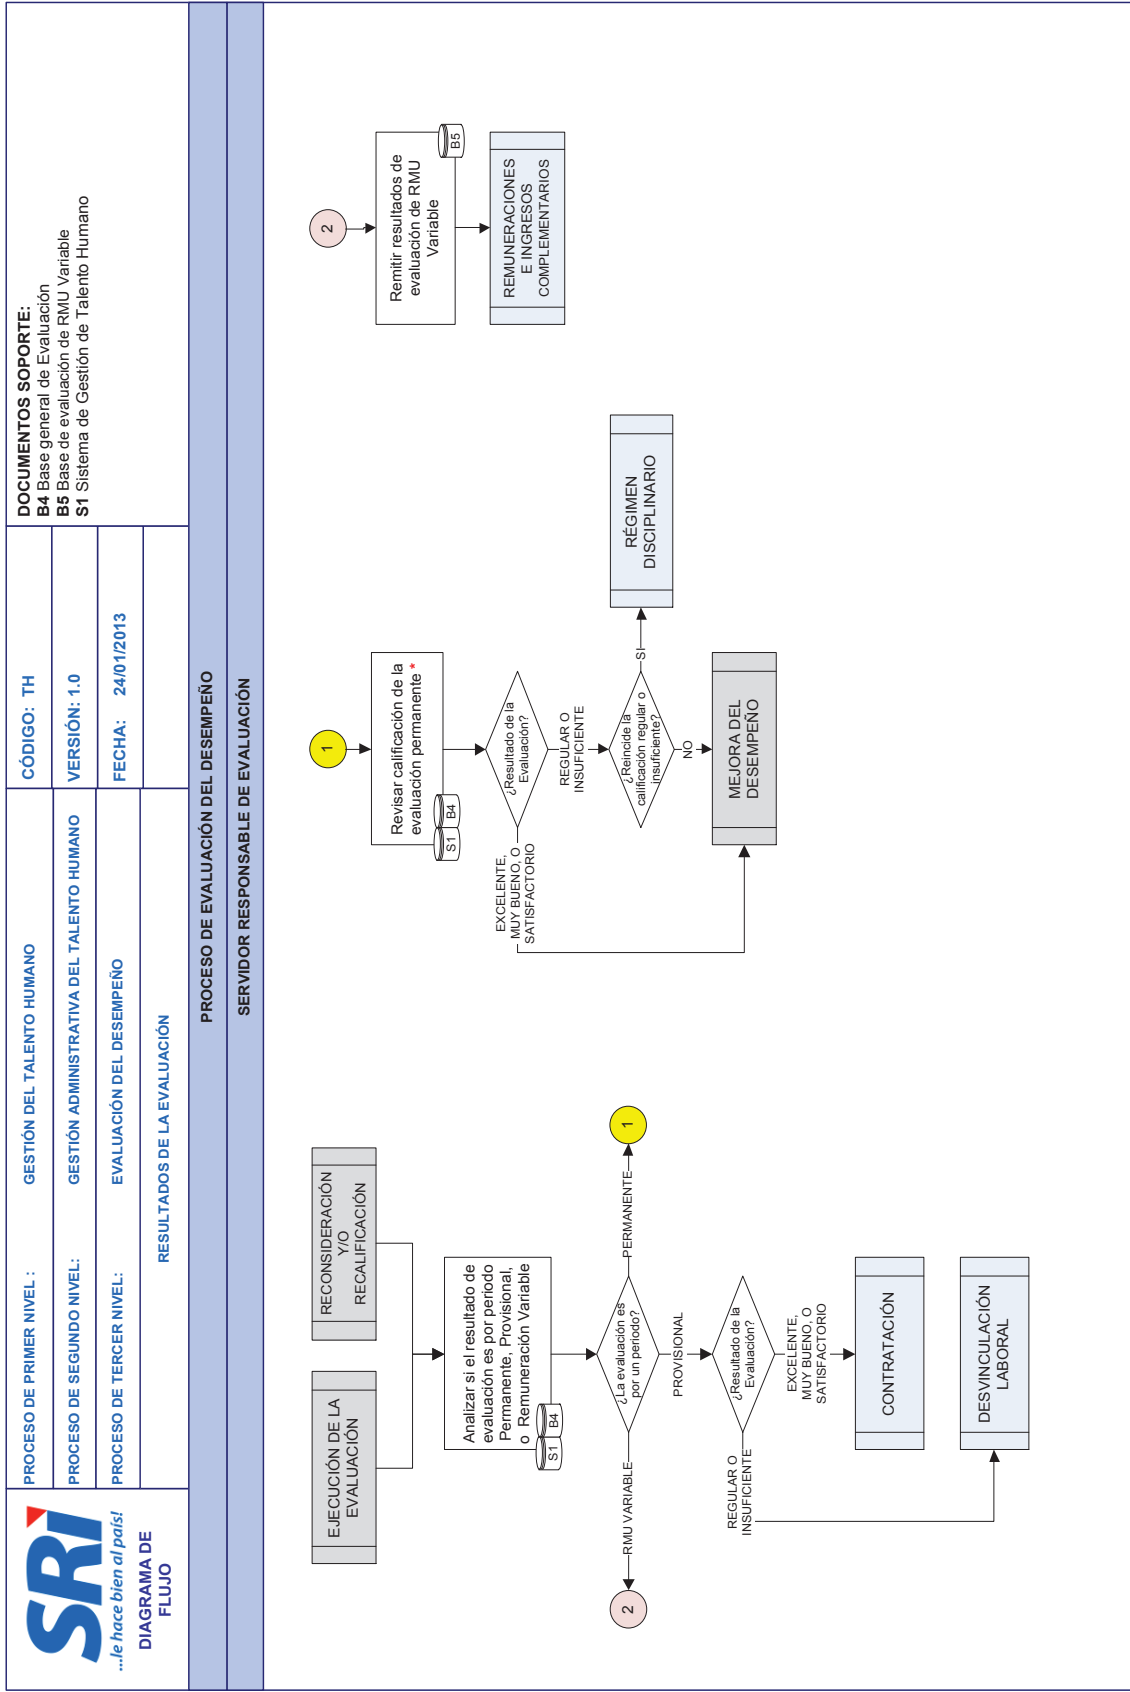 SRi
...le hace bien al país!
DIAGRAMA DE
FLUJO
PROCESO DE PRIMER NIVEL :
GESTIÓN DEL TALENTO HUMANO
CÓDIGO: TH
PROCESO DE SEGUNDO NIVEL:
GESTIÓN ADMINISTRATIVA DEL TALENTO HUMANO
VERSIÓN: 1.0
PROCESO DE TERCER NIVEL:
EVALUACIÓN DEL DESEMPEÑO
FECHA: 24/01/2013
RESULTADOS DE LA EVALUACIÓN
DOCUMENTOS SOPORTE:
B4 Base general de Evaluación
B5 Base de evaluación de RMU Variable
S1 Sistema de Gestión de Talento Humano
PROCESO DE EVALUACIÓN DEL DESEMPEÑO
SERVIDOR RESPONSABLE DE EVALUACIÓN
EJECUCIÓN DE LA
EVALUACIÓN
RECONSIDERACIÓN
Y/O
RECALIFICACIÓN
Analizar si el resultado de
evaluación es por periodo
Permanente, Provisional,
o Remuneración Variable
S1
B4
¿La evaluación es
por un periodo?
RMU VARIABLE
2
PERMANENTE
1
PROVISIONAL
¿Resultado de la
Evaluación?
REGULAR O
INSUFICIENTE
EXCELENTE,
MUY BUENO, O
SATISFACTORIO
CONTRATACIÓN
DESVINCULACIÓN
LABORAL
1
Revisar calificación de la
evaluación permanente *
S1
B4
¿Resultado de la
Evaluación?
EXCELENTE,
MUY BUENO, O
SATISFACTORIO
REGULAR O
INSUFICIENTE
¿Reincide la
calificación regular o
insuficiente?
SI
RÉGIMEN
DISCIPLINARIO
NO
MEJORA DEL
DESEMPEÑO
2
Remitir resultados de
evaluación de RMU
Variable
B5
REMUNERACIONES
E INGRESOS
COMPLEMENTARIOS